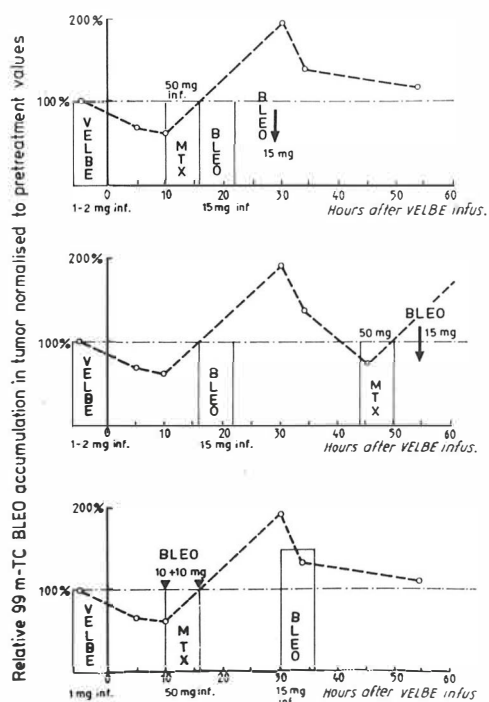 Relative 99 m-TC BLEO accumulation in tumor normalised to pretreatment values
200%
50 mg
inf.
100%
VELBE
MTX
BLEO
BLEO
15 mg
0 10 20 30 40 50 60
1-2 mg inf.
15 mg inf
Hours after VELBE infus.
200%
BLEO
50 mg
15 mg
100%
VELBE
BLEO
MTX
0 10 20 30 40 50 60
1-2 mg inf.
15 mg inf.
Hours after VELBE infus.
200%
BLEO
10 +10 mg
100%
VELBE
MTX
BLEO
0 10 20 30 40 50 60
1 mg inf.
50 mg inf.
15 mg
Hours after VELBE infus.